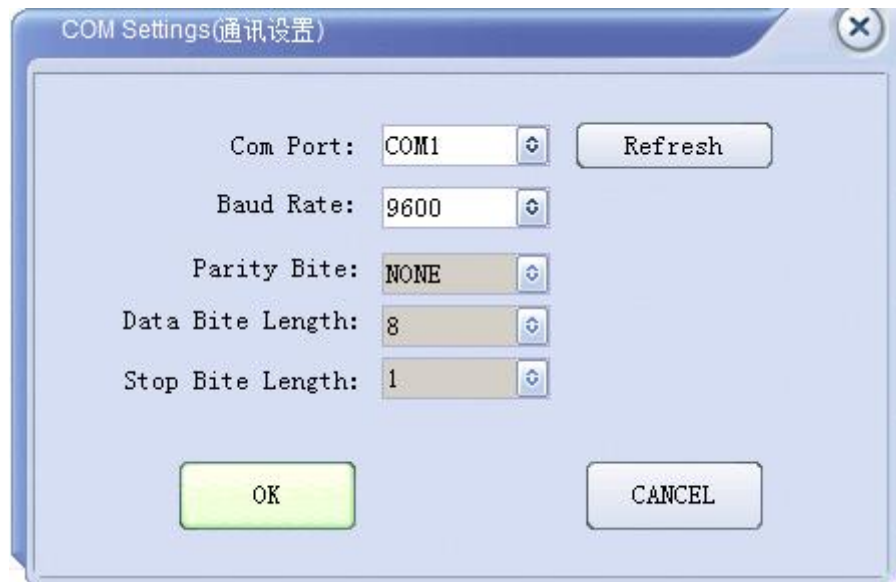 COM Settings(通讯设置)
Com Port: COM1 Refresh
Baud Rate: 9600
Parity Bite: NONE
Data Bite Length: 8
Stop Bite Length: 1
OK CANCEL